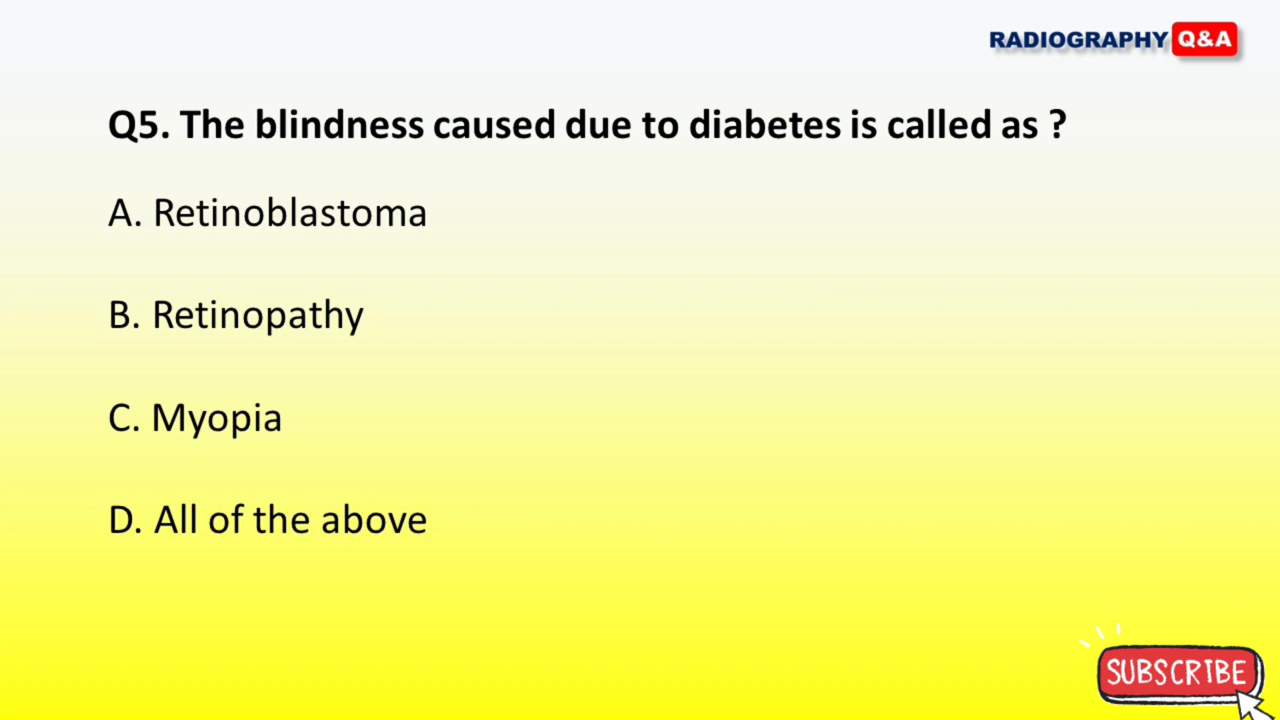 RADIOGRAPHY Q&A
Q5. The blindness caused due to diabetes is called as ?
A. Retinoblastoma
B. Retinopathy
C. Myopia
D. All of the above
SUBSCRIBE